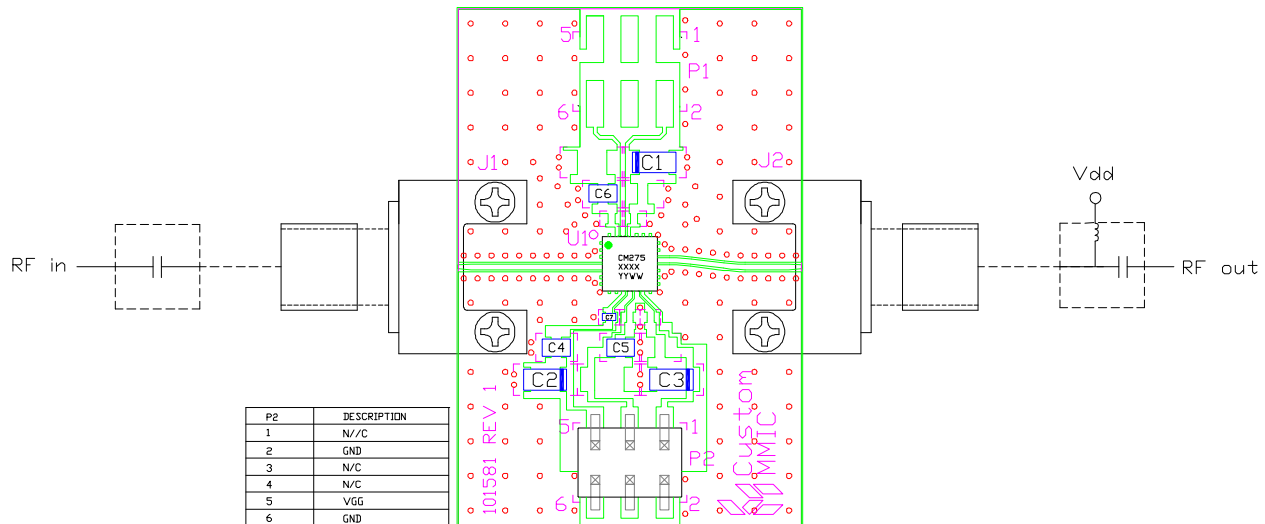 5
1
P1
6
2
J1
C1
J2
Vdd
C6
U1
CM275
XXXX
YYWW
RF in
RF out
C7
C4
C5
C2
C3
101581 REV 1
Custom
MMIC
5
1
P2
6
2
P2 DESCRIPTION
1 N//C
2 GND
3 N/C
4 N/C
5 VGG
6 GND